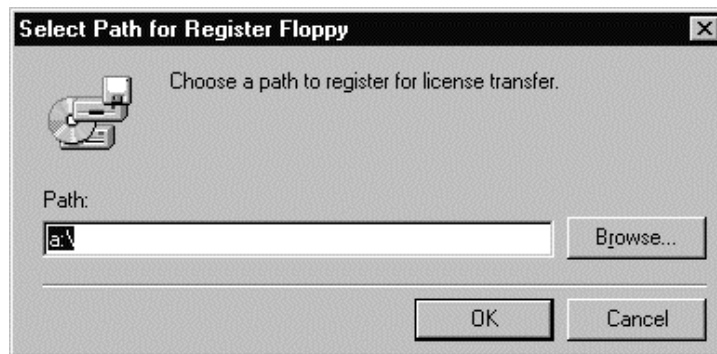 Select Path for Register Floppy
Choose a path to register for license transfer.
Path:
a:\
Browse...
OK
Cancel